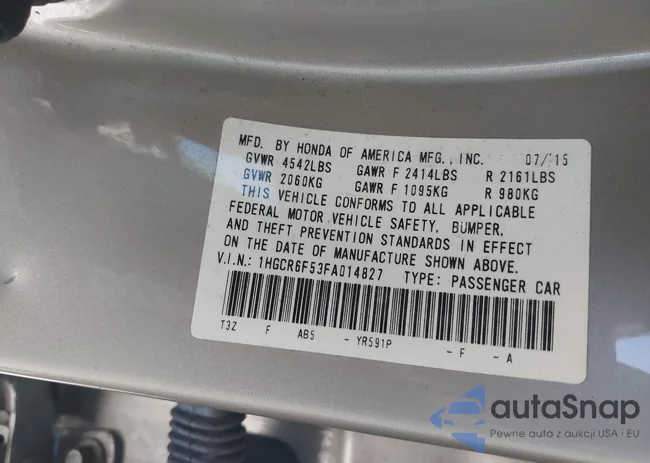 MFD. BY HONDA OF AMERICA MFG., INC. 07/'15
GVWR 4542LBS GAWR F 2414LBS R 2161LBS
GVWR 2060KG GAWR F 1095KG R 980KG
THIS VEHICLE CONFORMS TO ALL APPLICABLE
FEDERAL MOTOR VEHICLE SAFETY, BUMPER,
AND THEFT PREVENTION STANDARDS IN EFFECT
ON THE DATE OF MANUFACTURE SHOWN ABOVE.
V.I.N.: 1HGCR6F53FA014827 TYPE: PASSENGER CAR
T3Z F AB5 - YR591P - F - A
autaSnap
Pewne auta z aukcji USA i EU